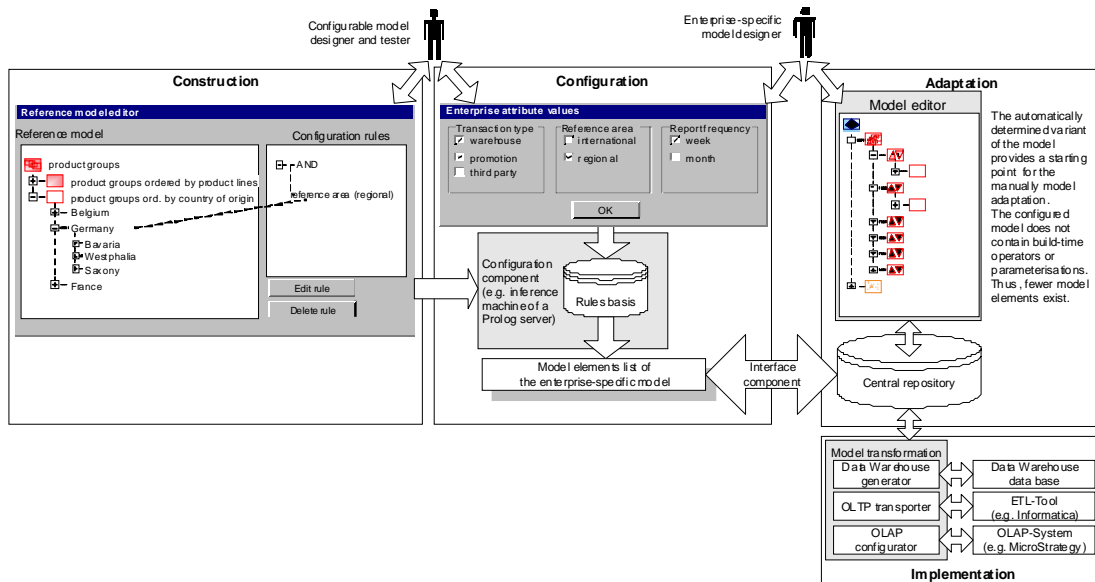 Configurable model
designer and tester
Enterprise-specific
model designer
Construction
Reference model editor
Reference model
Configuration rules
product groups
product groups ordered by product lines
product groups ord. by country of origin
Belgium
Germany
Bavaria
Westphalia
Saxony
France
AND
reference area (regional)
Edit rule
Delete rule
Configuration
Enterprise attribute values
Transaction type
warehouse
promotion
third party
Reference area
international
regional
Report frequency
week
month
OK
Configuration
component
(e.g. inference
machine of a
Prolog server)
Rules basis
Model elements list of
the enterprise-specific model
Interface
component
Adaptation
Model editor
The automatically
determined variant
of the model
provides a starting
point for the
manually model
adaptation.
The configured
model does not
contain build-time
operators or
parameterisations.
Thus, fewer model
elements exist.
Central repository
Model transformation
Data Warehouse
generator
Data Warehouse
data base
OLTP transporter
ETL-Tool
(e.g. Informatica)
OLAP
configurator
OLAP-System
(e.g. MicroStrategy)
Implementation